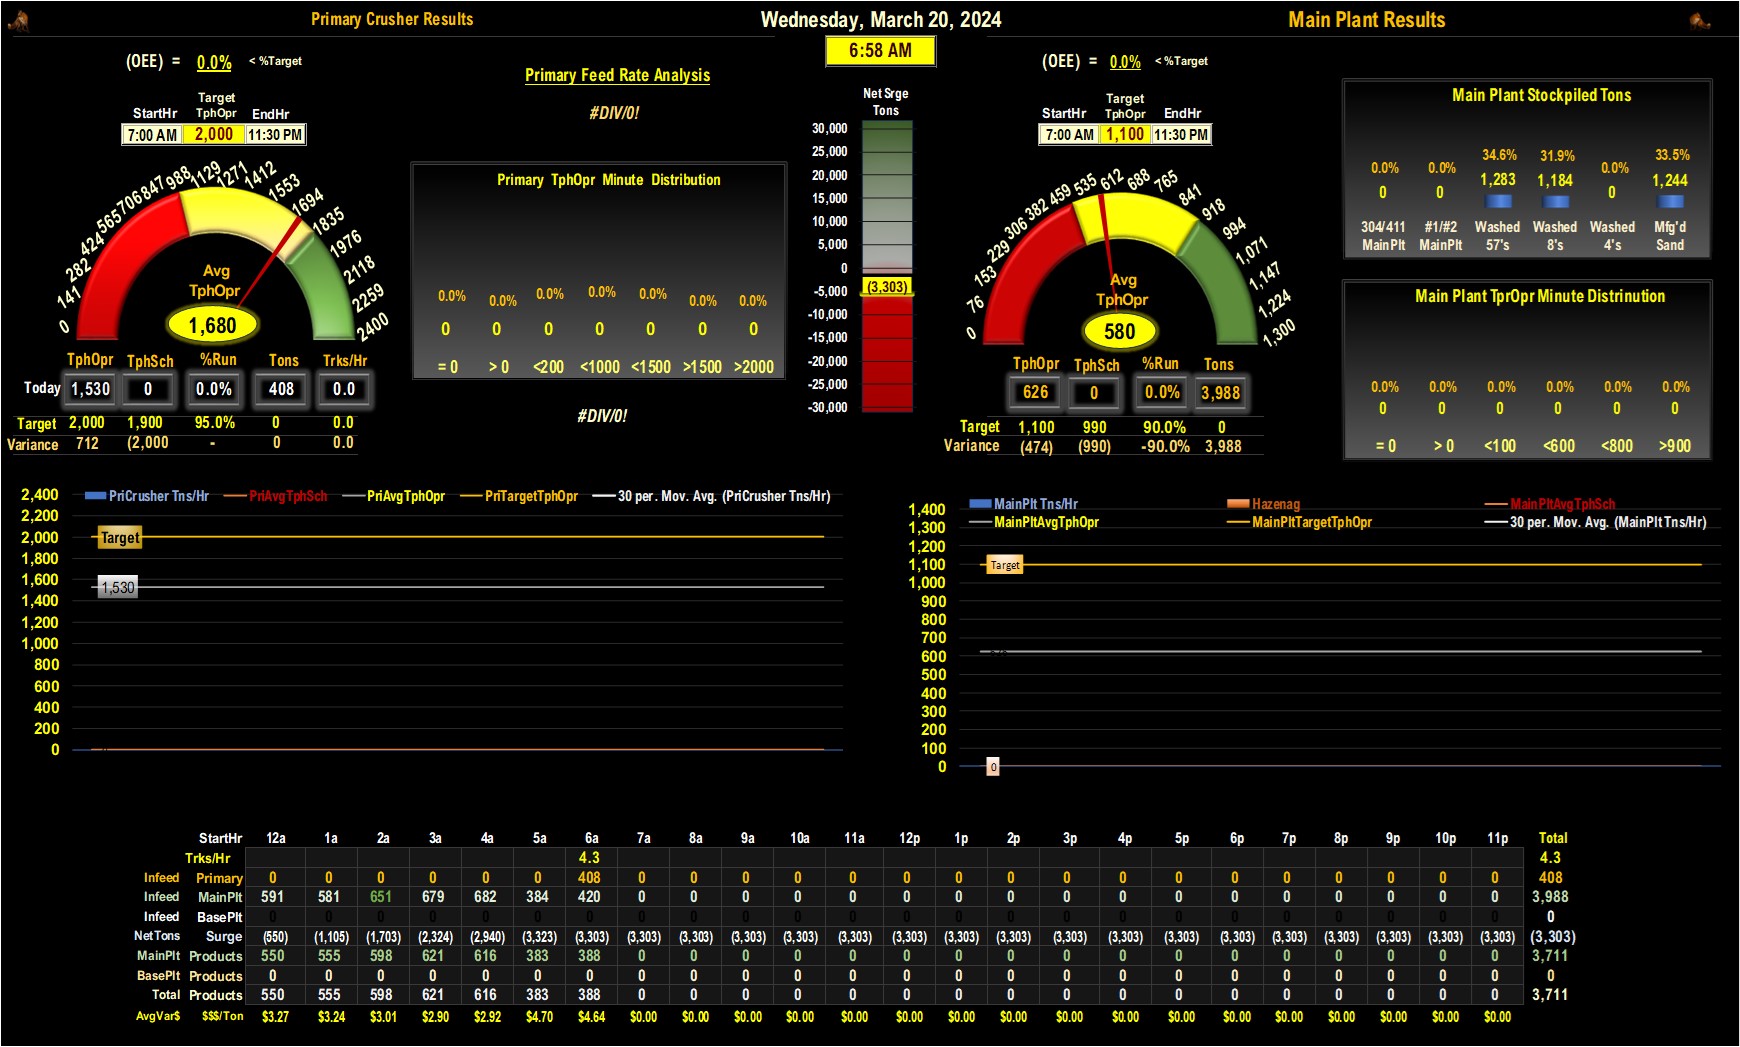 Primary Crusher Results
Wednesday, March 20, 2024
Main Plant Results
6:58 AM
(OEE) = 0.0% < %Target
Target
StartHr TphOpr EndHr
7:00 AM 2,000 11:30 PM
0 141 282 424 565 706 847 988 1129 1271 1412 1553 1694 1835 1976 2118 2259 2400
Avg
TphOpr
1,680
TphOpr TphSch %Run Tons Trks/Hr
Today 1,530 0 0.0% 408 0.0
Target 2,000 1,900 95.0% 0 0.0
Variance 712 (2,000 - 0 0.0
Primary Feed Rate Analysis
#DIV/0!
Primary TphOpr Minute Distribution
0.0% 0.0% 0.0% 0.0% 0.0% 0.0% 0.0%
0 0 0 0 0 0 0
= 0 > 0 <200 <1000 <1500 >1500 >2000
#DIV/0!
Net Srge
Tons
30,000
25,000
20,000
15,000
10,000
5,000
0
(3,303)
-5,000
-10,000
-15,000
-20,000
-25,000
-30,000
(OEE) = 0.0% < %Target
Target
StartHr TphOpr EndHr
7:00 AM 1,100 11:30 PM
0 76 153 229 306 382 459 535 612 688 765 841 918 994 1,071 1,147 1,224 1,300
Avg
TphOpr
580
TphOpr TphSch %Run Tons
626 0 0.0% 3,988
Target 1,100 990 90.0% 0
Variance (474) (990) -90.0% 3,988
Main Plant Stockpiled Tons
0.0% 0.0% 34.6% 31.9% 0.0% 33.5%
0 0 1,283 1,184 0 1,244
304/411 #1/#2 Washed Washed Washed Mfg'd
MainPlt MainPlt 57's 8's 4's Sand
Main Plant TprOpr Minute Distrinution
0.0% 0.0% 0.0% 0.0% 0.0% 0.0%
0 0 0 0 0 0
= 0 > 0 <100 <600 <800 >900
PriCrusher Tns/Hr PriAvgTphSch PriAvgTphOpr PriTargetTphOpr 30 per. Mov. Avg. (PriCrusher Tns/Hr)
2,400
2,200
2,000
Target
1,800
1,600
1,530
1,400
1,200
1,000
800
600
400
200
0
MainPlt Tns/Hr Hazenag MainPltAvgTphSch
MainPltAvgTphOpr MainPltTargetTphOpr 30 per. Mov. Avg. (MainPlt Tns/Hr)
1,400
1,300
1,200
1,100
Target
1,000
900
800
700
600
500
400
300
200
100
0
0
StartHr 12a 1a 2a 3a 4a 5a 6a 7a 8a 9a 10a 11a 12p 1p 2p 3p 4p 5p 6p 7p 8p 9p 10p 11p Total
Trks/Hr 4.3 4.3
Infeed Primary 0 0 0 0 0 0 408 0 0 0 0 0 0 0 0 0 0 0 0 0 0 0 0 0 408
Infeed MainPlt 591 581 651 679 682 384 420 0 0 0 0 0 0 0 0 0 0 0 0 0 0 0 0 0 3,988
Infeed BasePlt 0 0 0 0 0 0 0 0 0 0 0 0 0 0 0 0 0 0 0 0 0 0 0 0 0
NetTons Surge (550) (1,105) (1,703) (2,324) (2,940) (3,323) (3,303) (3,303) (3,303) (3,303) (3,303) (3,303) (3,303) (3,303) (3,303) (3,303) (3,303) (3,303) (3,303) (3,303) (3,303) (3,303) (3,303) (3,303) (3,303)
MainPlt Products 550 555 598 621 616 383 388 0 0 0 0 0 0 0 0 0 0 0 0 0 0 0 0 0 3,711
BasePlt Products 0 0 0 0 0 0 0 0 0 0 0 0 0 0 0 0 0 0 0 0 0 0 0 0 0
Total Products 550 555 598 621 616 383 388 0 0 0 0 0 0 0 0 0 0 0 0 0 0 0 0 0 3,711
AvgVar$ $$$/Ton $3.27 $3.24 $3.01 $2.90 $2.92 $4.70 $4.64 $0.00 $0.00 $0.00 $0.00 $0.00 $0.00 $0.00 $0.00 $0.00 $0.00 $0.00 $0.00 $0.00 $0.00 $0.00 $0.00 $0.00